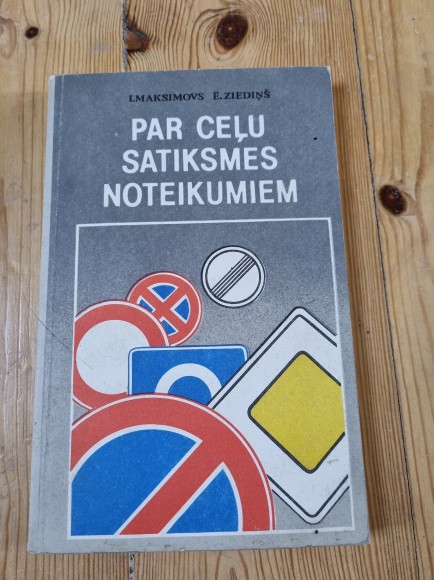 I.MAKSIMOVS E.ZIEDIŅŠ
PAR CEĻU
SATIKSMES
NOTEIKUMIEM